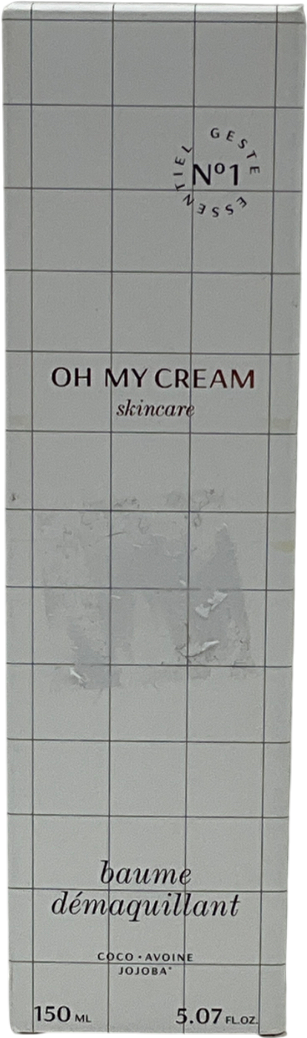 GESTE ESSENTIEL
Nº1
OH MY CREAM
skincare
baume
démaquillant
COCO • AVOINE
JOJOBA*
150 ML 5.07 FL.OZ.